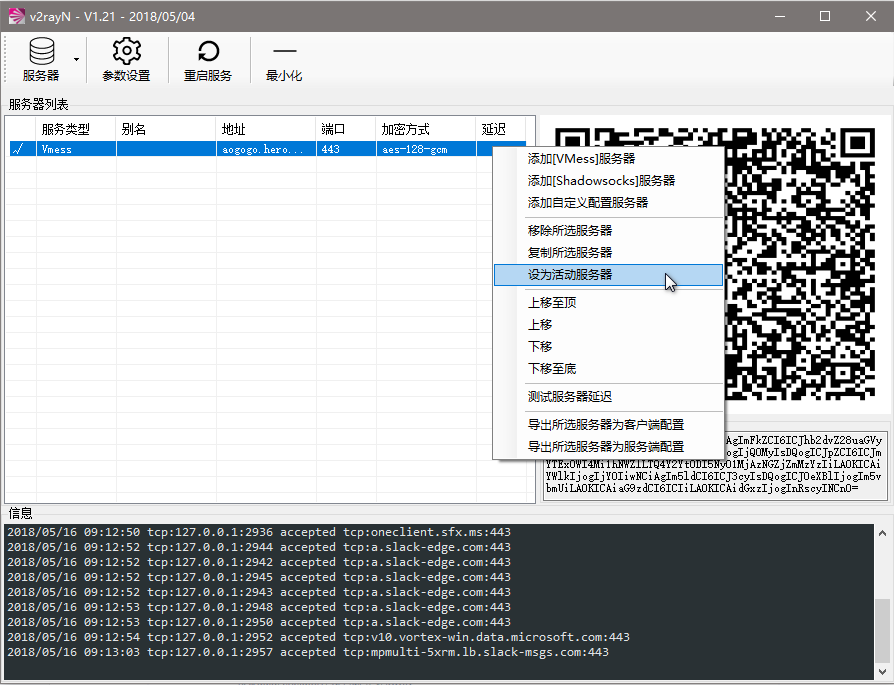 v2rayN - V1.21 - 2018/05/04
服务器
参数设置
重启服务
最小化
服务器列表
服务类型 别名 地址 端口 加密方式 延迟
Vmess aogogo.hero... 443 aes-128-gcm
添加[VMess]服务器
添加[Shadowsocks]服务器
添加自定义配置服务器
移除所选服务器
复制所选服务器
设为活动服务器
上移至顶
上移
下移
下移至底
测试服务器延迟
导出所选服务器为客户端配置
导出所选服务器为服务端配置
信息
2018/05/16 09:12:50 tcp:127.0.0.1:2936 accepted tcp:oneclient.sfx.ms:443
2018/05/16 09:12:52 tcp:127.0.0.1:2944 accepted tcp:a.slack-edge.com:443
2018/05/16 09:12:52 tcp:127.0.0.1:2942 accepted tcp:a.slack-edge.com:443
2018/05/16 09:12:52 tcp:127.0.0.1:2945 accepted tcp:a.slack-edge.com:443
2018/05/16 09:12:52 tcp:127.0.0.1:2943 accepted tcp:a.slack-edge.com:443
2018/05/16 09:12:53 tcp:127.0.0.1:2948 accepted tcp:a.slack-edge.com:443
2018/05/16 09:12:53 tcp:127.0.0.1:2950 accepted tcp:a.slack-edge.com:443
2018/05/16 09:12:54 tcp:127.0.0.1:2952 accepted tcp:v10.vortex-win.data.microsoft.com:443
2018/05/16 09:13:03 tcp:127.0.0.1:2957 accepted tcp:mpmulti-5xrm.lb.slack-msgs.com:443